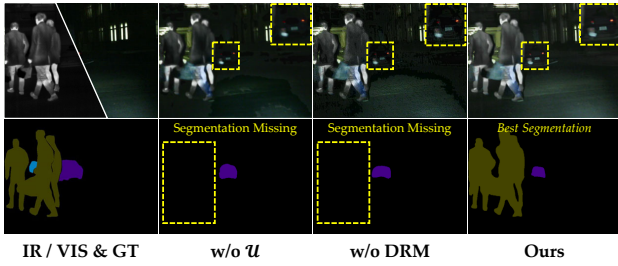 Segmentation Missing
Segmentation Missing
Best Segmentation
IR / VIS & GT
w/o 𝒰
w/o DRM
Ours